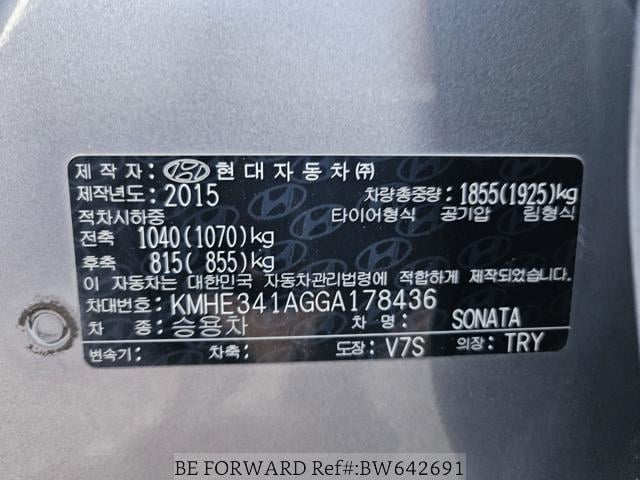 BE FORWARD
제 작 자: 현대자동차㈜
제작년도: 2015 차량총중량: 1855(1925)kg
적차시하중 타이어형식 공기압 림형식
전축 1040(1070)kg
후축 815( 855)kg
이 자동차는 대한민국 자동차관리법령에 적합하게 제작되었습니다.
차대번호: KMHE341AGGA178436
차 종: 승용차 차 명: SONATA
변속기: 차축: 도장: V7S 의장: TRY
BE FORWARD Ref#:BW642691